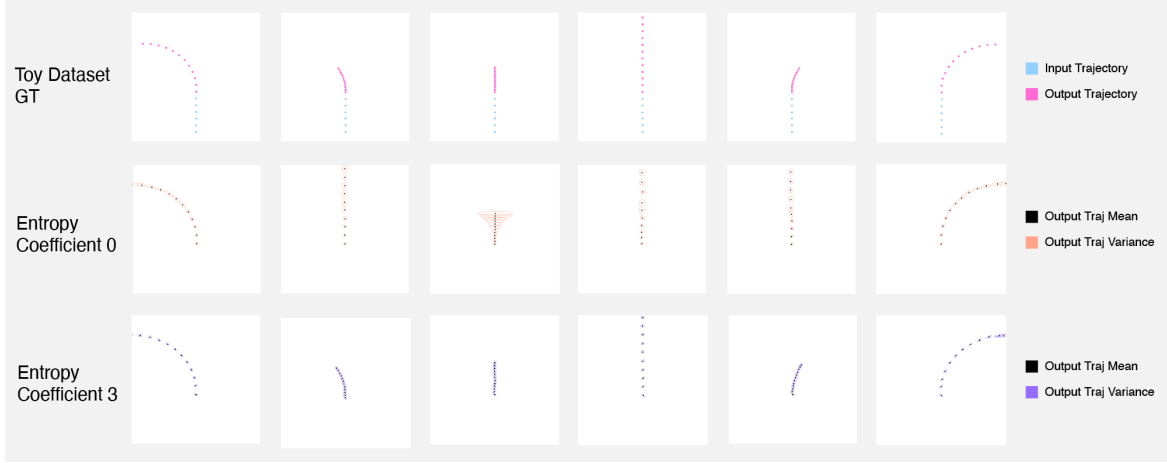 Toy Dataset
GT
Input Trajectory
Output Trajectory
Entropy
Coefficient 0
Output Traj Mean
Output Traj Variance
Entropy
Coefficient 3
Output Traj Mean
Output Traj Variance